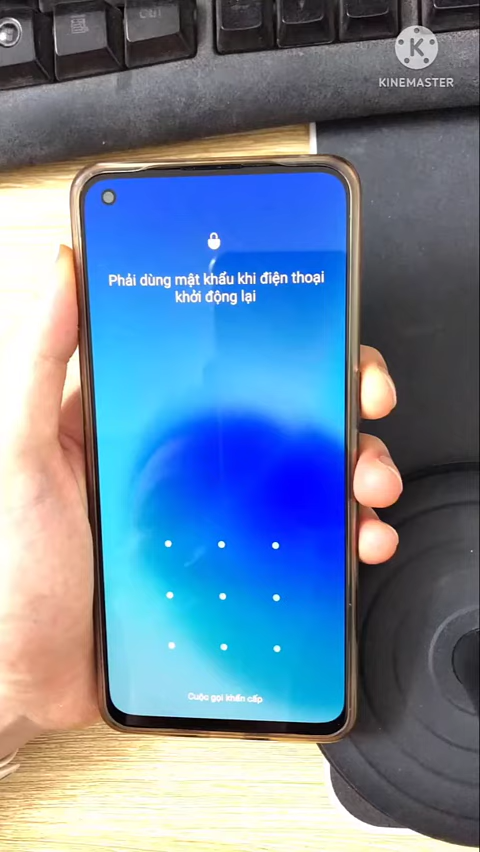 KINEMASTER
Phải dùng mật khẩu khi điện thoại
khởi động lại
Cuộc gọi khẩn cấp